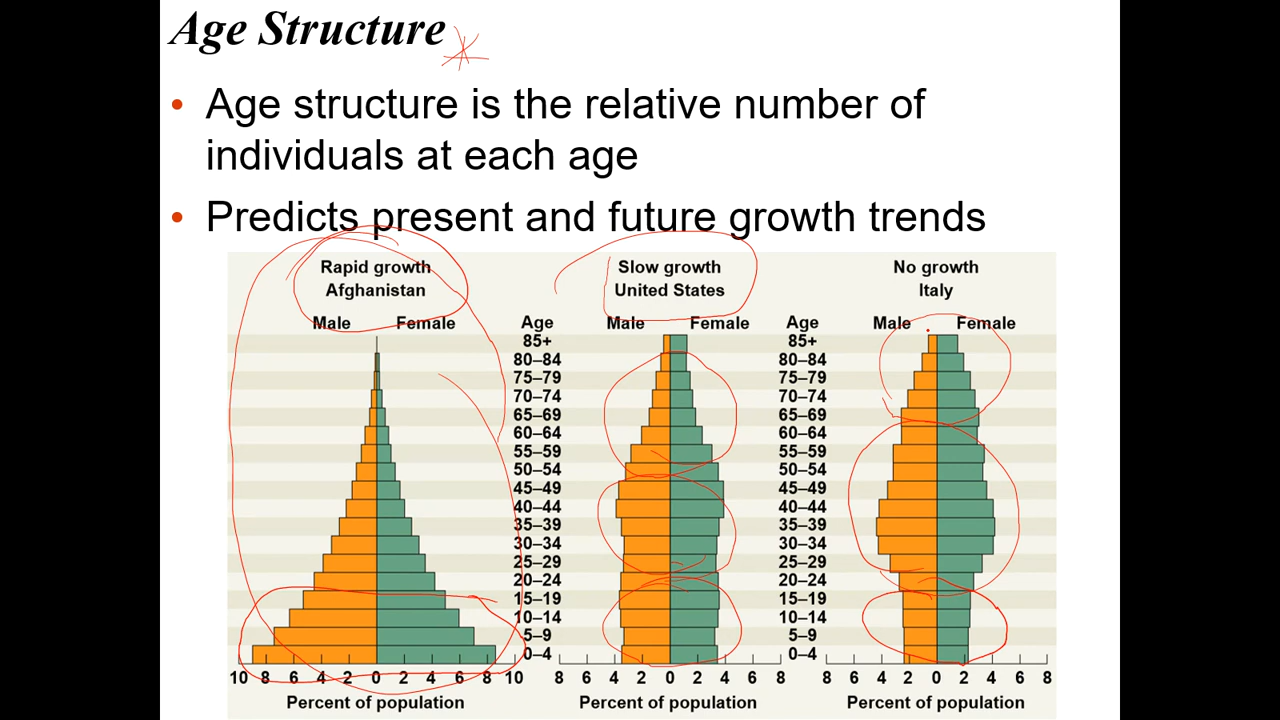 Age Structure
• Age structure is the relative number of
individuals at each age
• Predicts present and future growth trends
Rapid growth
Afghanistan
Male Female
Slow growth
United States
Male Female
No growth
Italy
Male Female
Age
85+
80–84
75–79
70–74
65–69
60–64
55–59
50–54
45–49
40–44
35–39
30–34
25–29
20–24
15–19
10–14
5–9
0–4
Age
85+
80–84
75–79
70–74
65–69
60–64
55–59
50–54
45–49
40–44
35–39
30–34
25–29
20–24
15–19
10–14
5–9
0–4
10 8 6 4 2 0 2 4 6 8 10
Percent of population
8 6 4 2 0 2 4 6 8
Percent of population
8 6 4 2 0 2 4 6 8
Percent of population